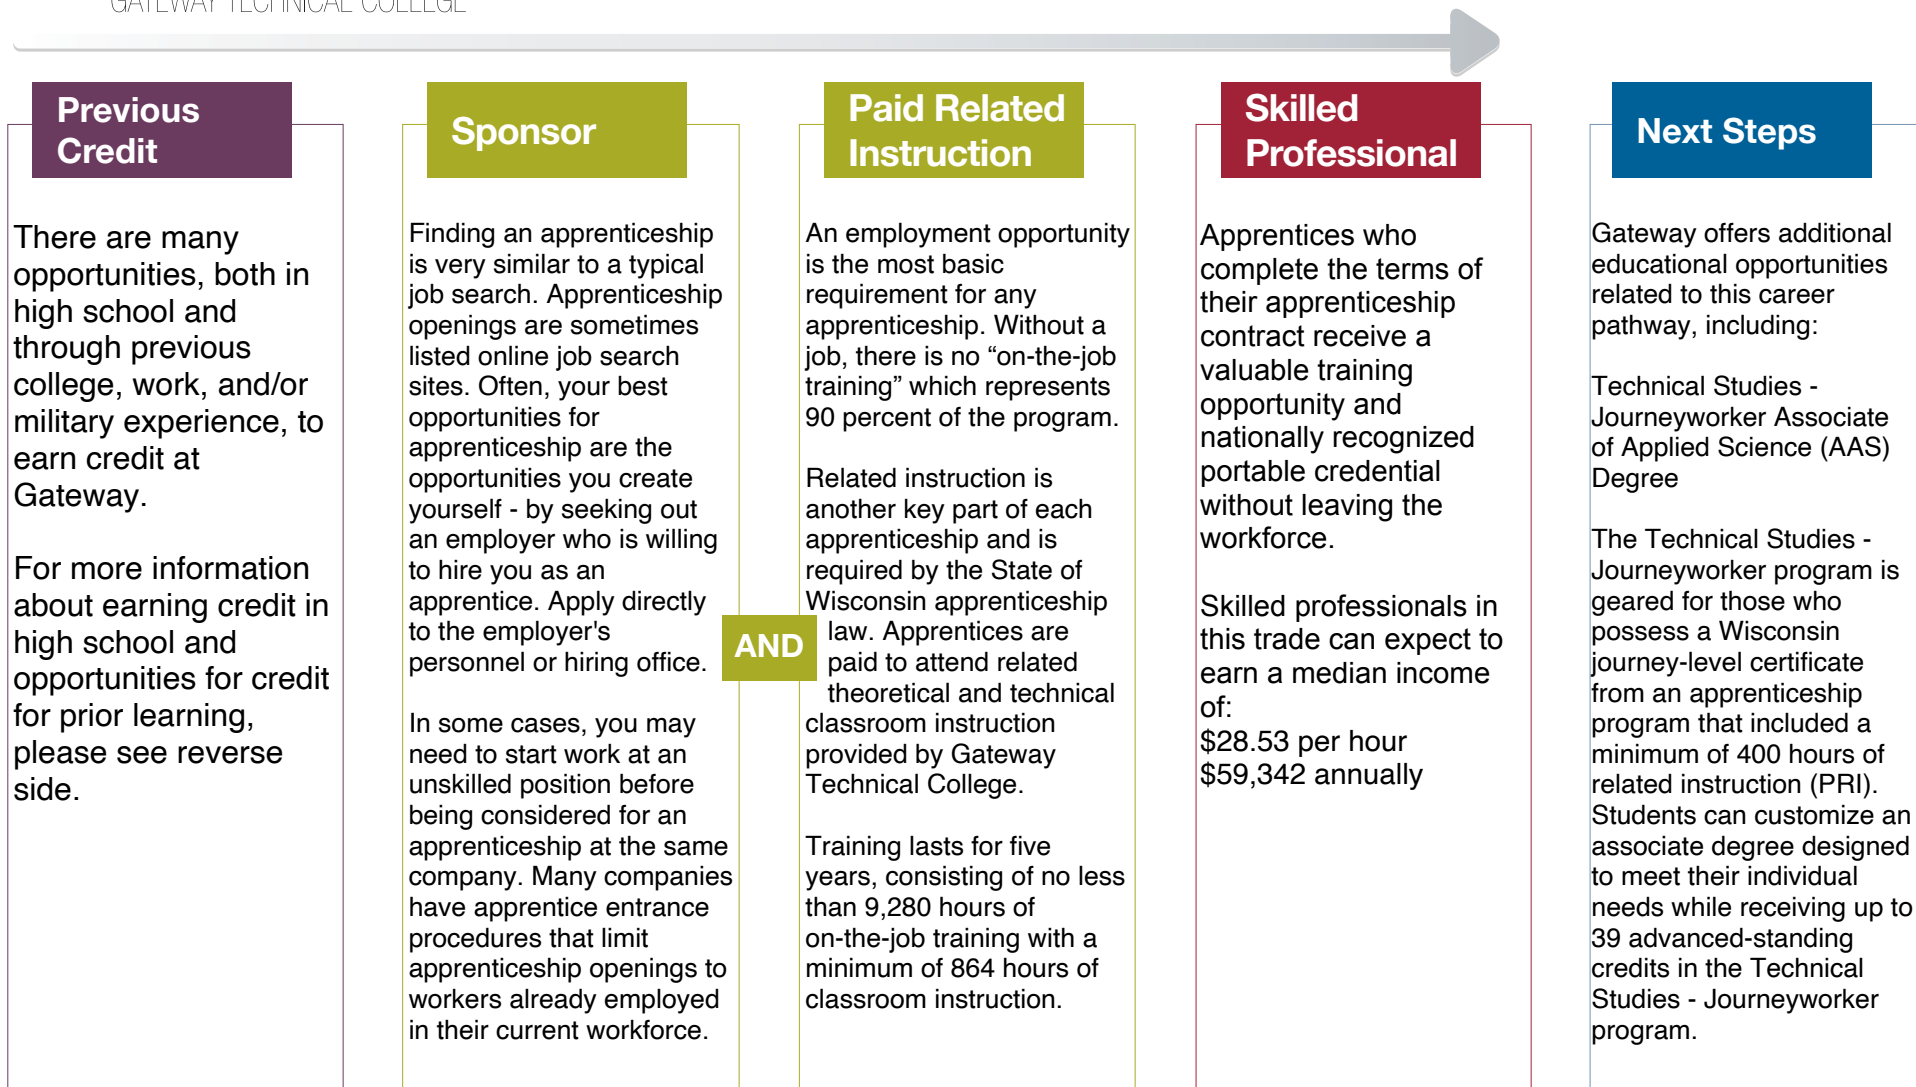 GATEWAY TECHNICAL COLLEGE
Previous
Credit
There are many
opportunities, both in
high school and
through previous
college, work, and/or
military experience, to
earn credit at
Gateway.
For more information
about earning credit in
high school and
opportunities for credit
for prior learning,
please see reverse
side.
Sponsor
Finding an apprenticeship
is very similar to a typical
job search. Apprenticeship
openings are sometimes
listed online job search
sites. Often, your best
opportunities for
apprenticeship are the
opportunities you create
yourself - by seeking out
an employer who is willing
to hire you as an
apprentice. Apply directly
to the employer's
personnel or hiring office.
In some cases, you may
need to start work at an
unskilled position before
being considered for an
apprenticeship at the same
company. Many companies
have apprentice entrance
procedures that limit
apprenticeship openings to
workers already employed
in their current workforce.
AND
Paid Related
Instruction
An employment opportunity
is the most basic
requirement for any
apprenticeship. Without a
job, there is no “on-the-job
training” which represents
90 percent of the program.
Related instruction is
another key part of each
apprenticeship and is
required by the State of
Wisconsin apprenticeship
law. Apprentices are
paid to attend related
theoretical and technical
classroom instruction
provided by Gateway
Technical College.
Training lasts for five
years, consisting of no less
than 9,280 hours of
on-the-job training with a
minimum of 864 hours of
classroom instruction.
Skilled
Professional
Apprentices who
complete the terms of
their apprenticeship
contract receive a
valuable training
opportunity and
nationally recognized
portable credential
without leaving the
workforce.
Skilled professionals in
this trade can expect to
earn a median income
of:
$28.53 per hour
$59,342 annually
Next Steps
Gateway offers additional
educational opportunities
related to this career
pathway, including:
Technical Studies -
Journeyworker Associate
of Applied Science (AAS)
Degree
The Technical Studies -
Journeyworker program is
geared for those who
possess a Wisconsin
journey-level certificate
from an apprenticeship
program that included a
minimum of 400 hours of
related instruction (PRI).
Students can customize an
associate degree designed
to meet their individual
needs while receiving up to
39 advanced-standing
credits in the Technical
Studies - Journeyworker
program.